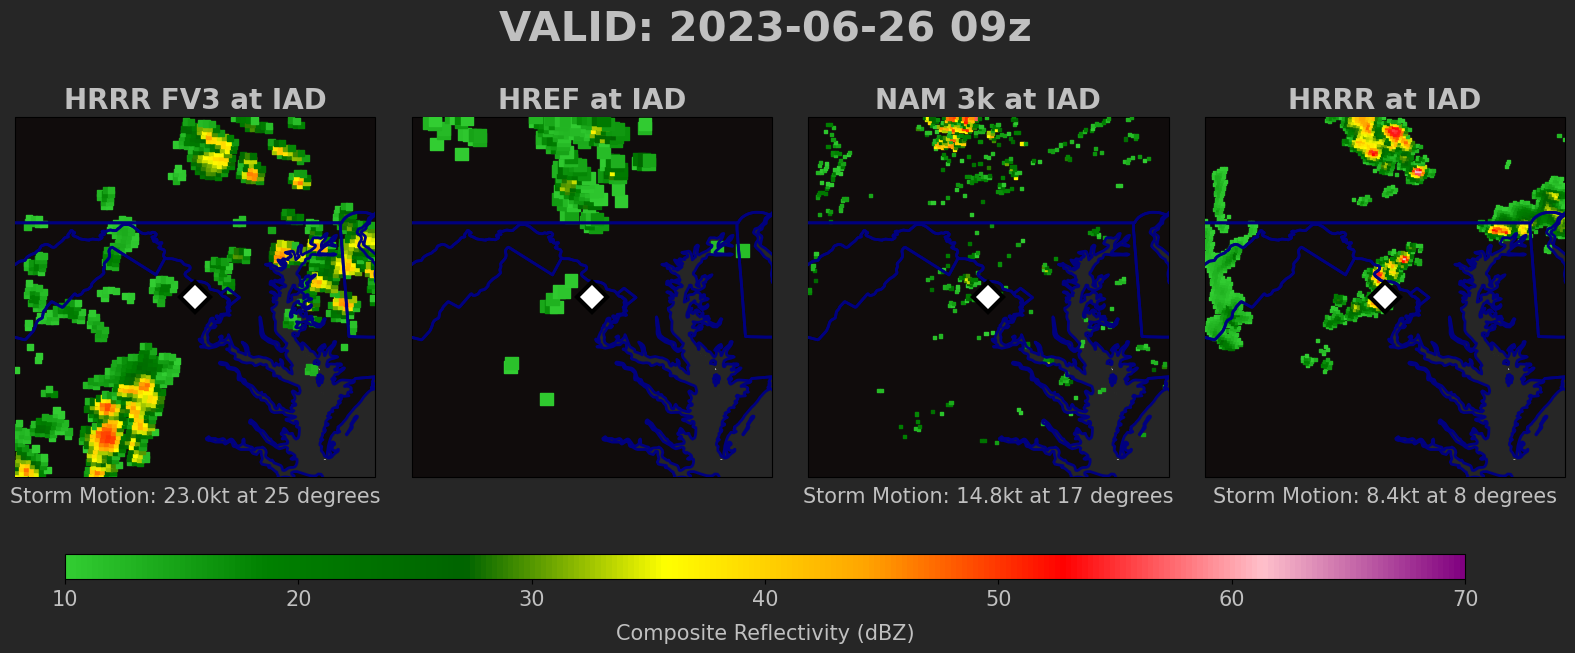 VALID: 2023-06-26 09z
HRRR FV3 at IAD
HREF at IAD
NAM 3k at IAD
HRRR at IAD
Storm Motion: 23.0kt at 25 degrees
Storm Motion: 14.8kt at 17 degrees
Storm Motion: 8.4kt at 8 degrees
10 20 30 40 50 60 70
Composite Reflectivity (dBZ)